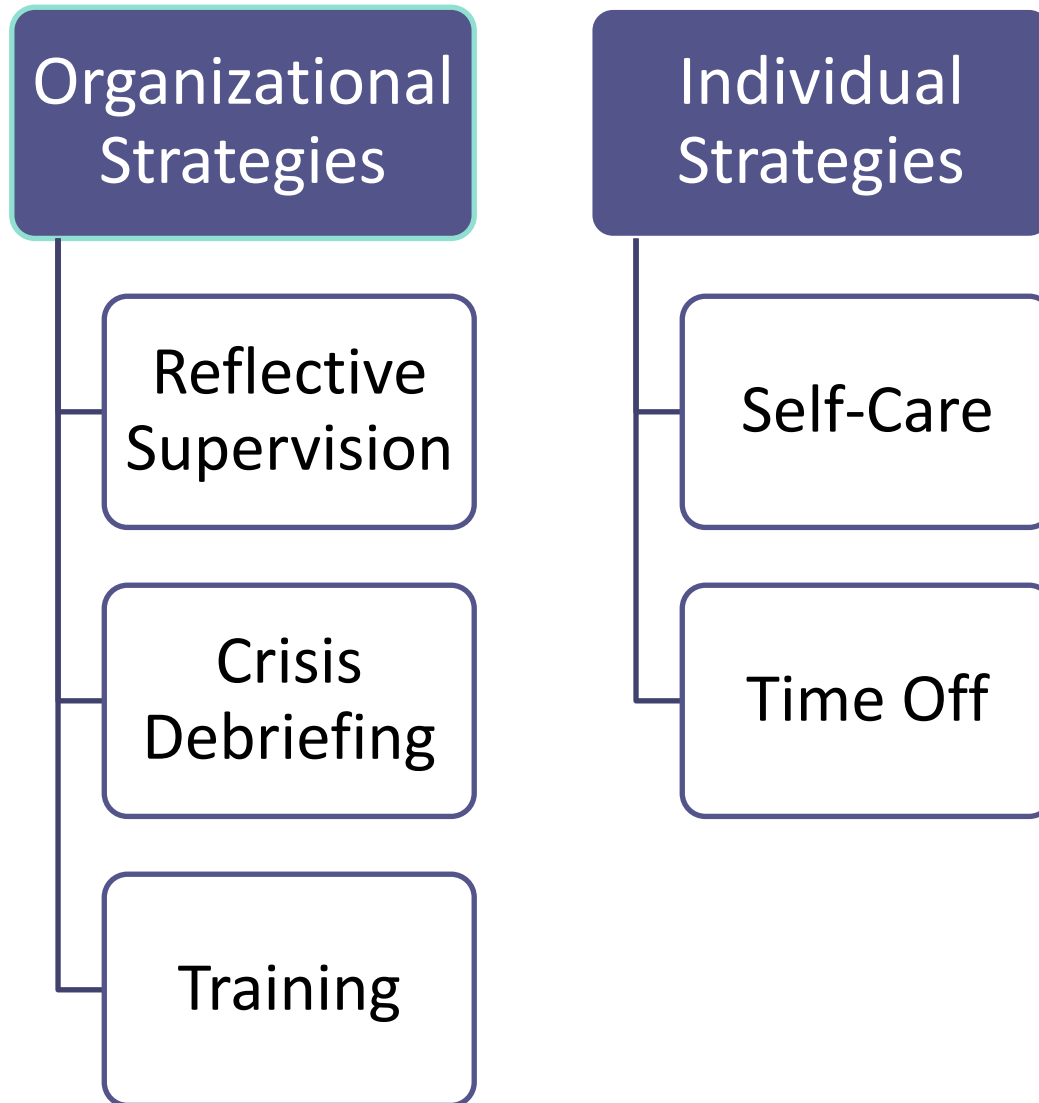 Organizational
Strategies
Reflective
Supervision
Crisis
Debriefing
Training
Individual
Strategies
Self-Care
Time Off